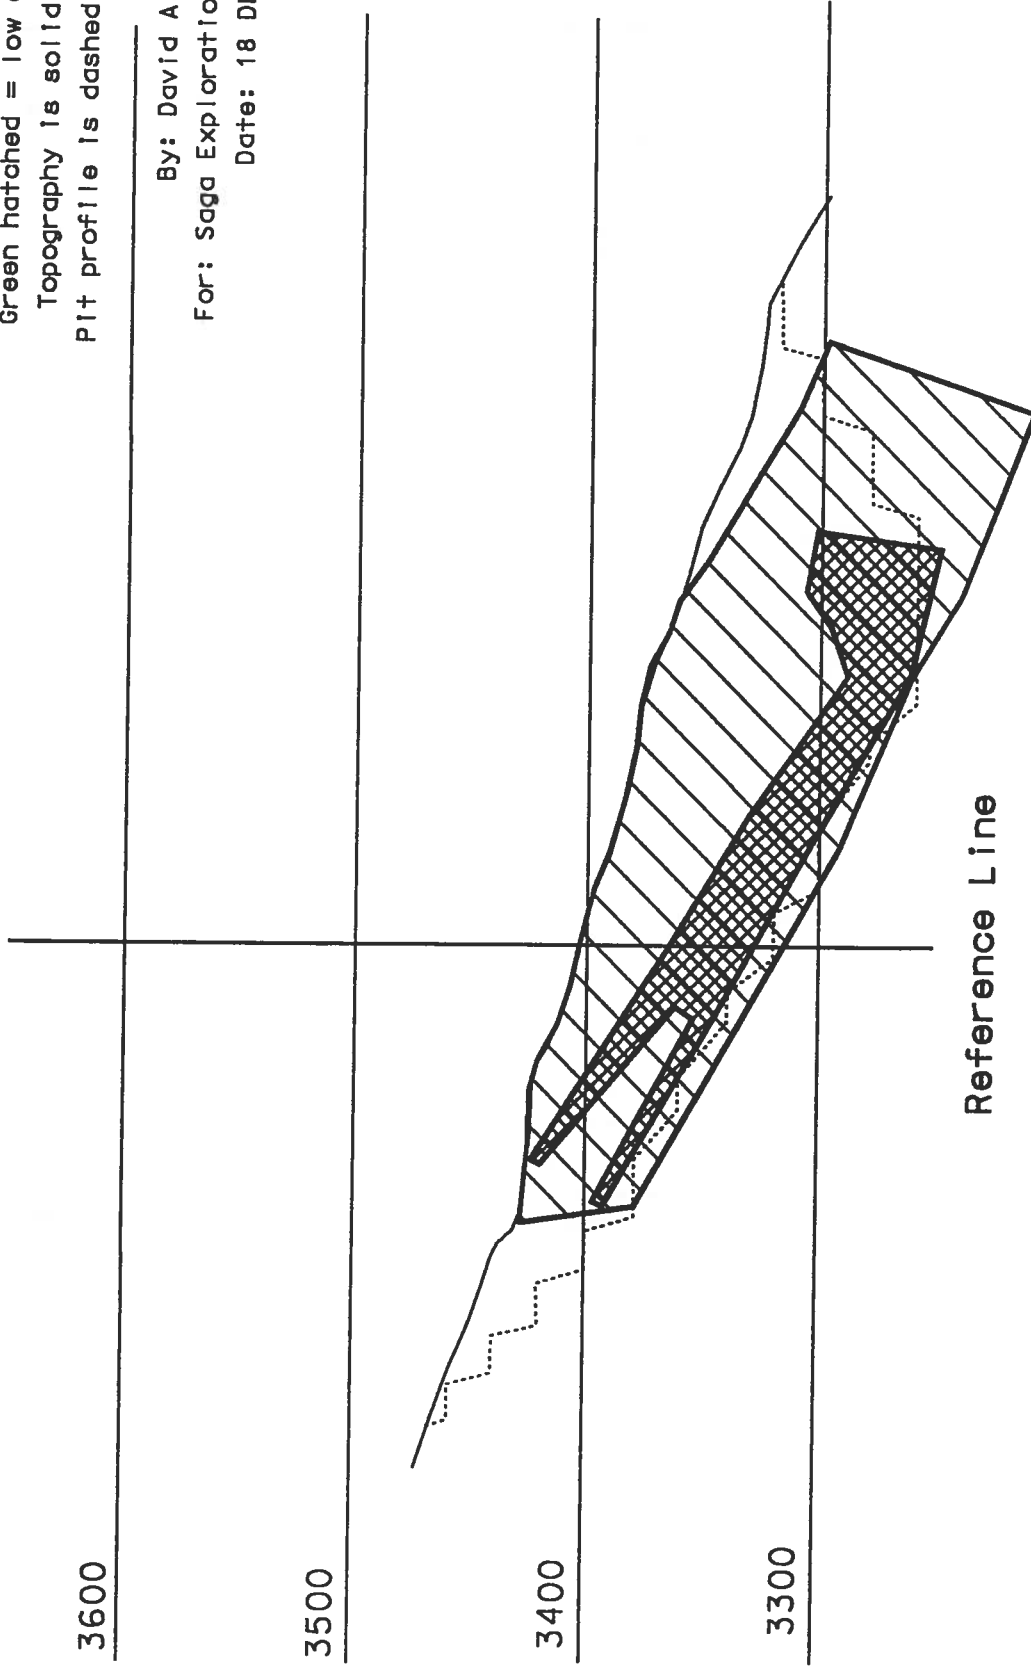 Green hatched = low
Topography is solid
Pit profile is dashed
By: David A
For: Saga Exploratio
Date: 18 D
3600
3500
3400
3300
Reference Line